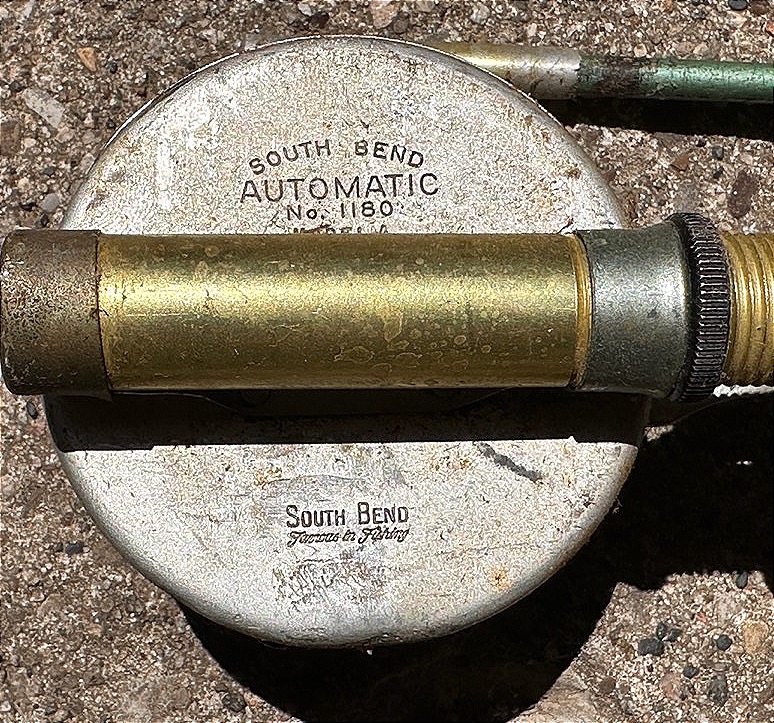 SOUTH BEND
AUTOMATIC
No. 1180
SOUTH BEND
Famous in Fishing